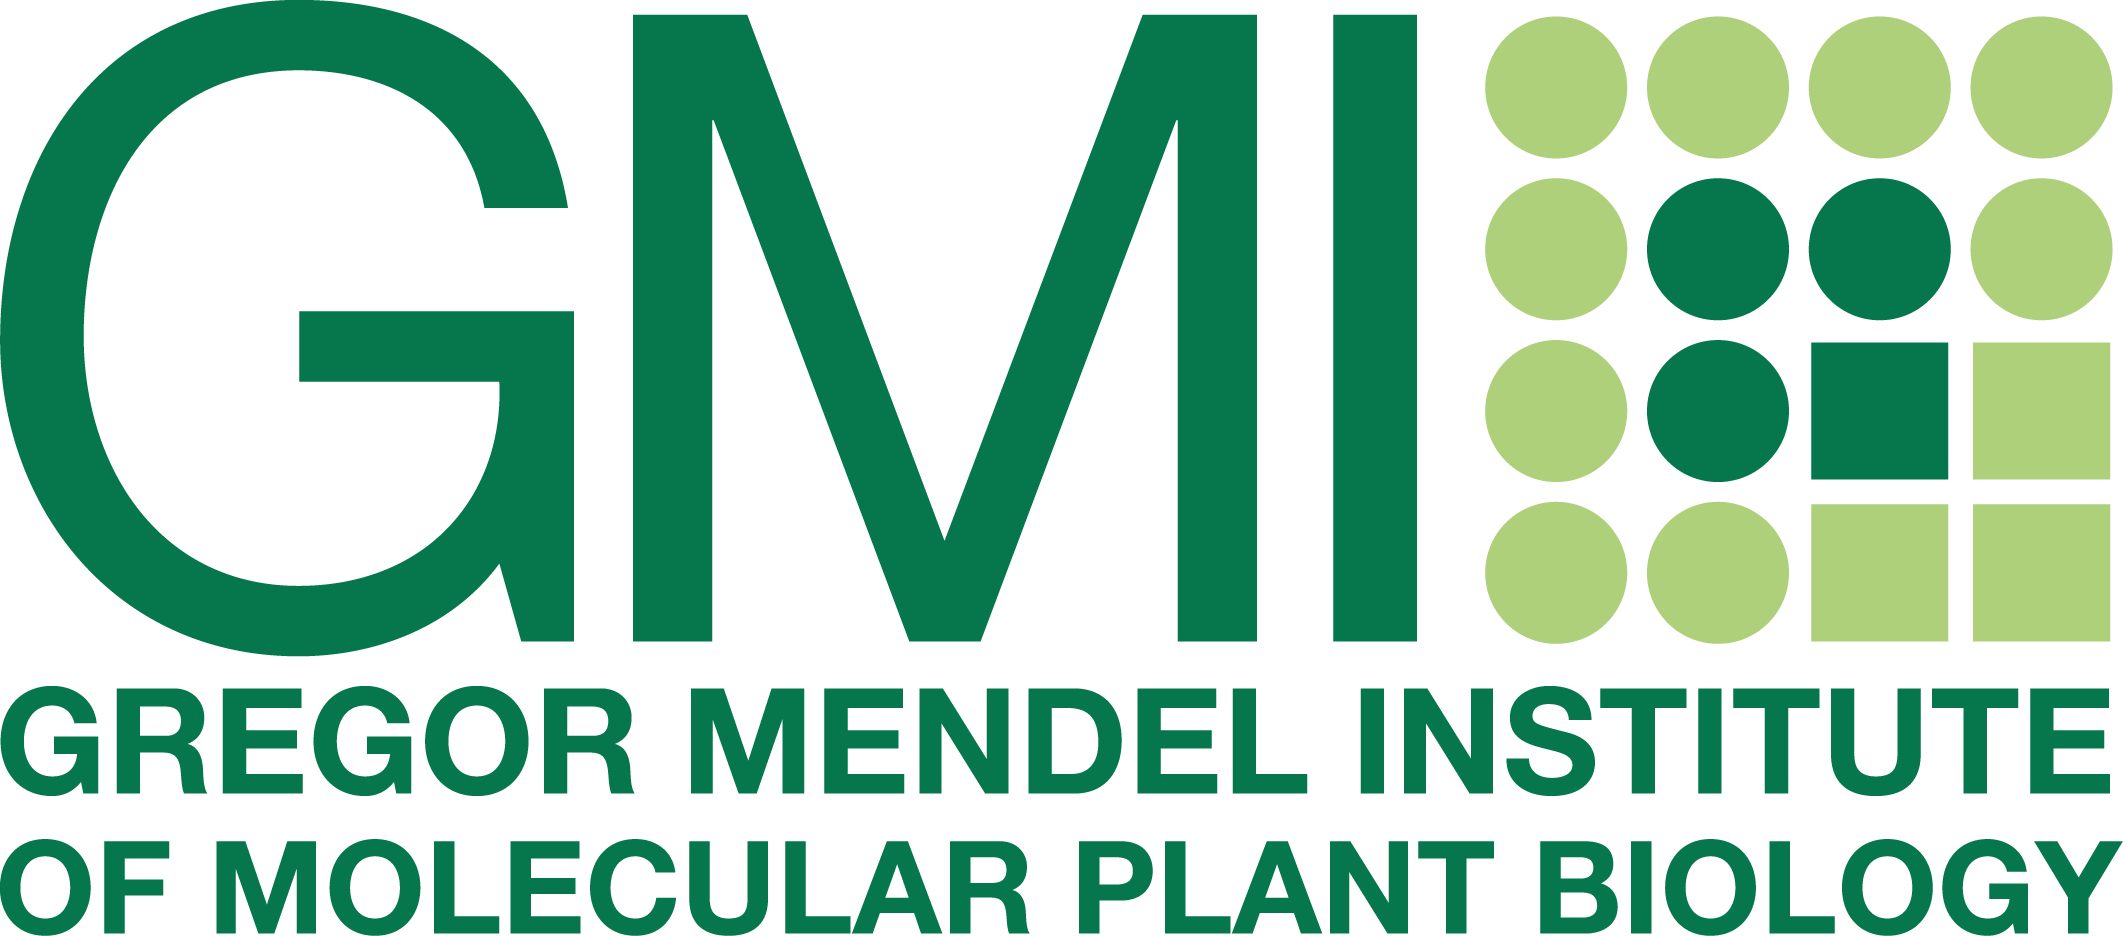 GMI
GREGOR MENDEL INSTITUTE
OF MOLECULAR PLANT BIOLOGY